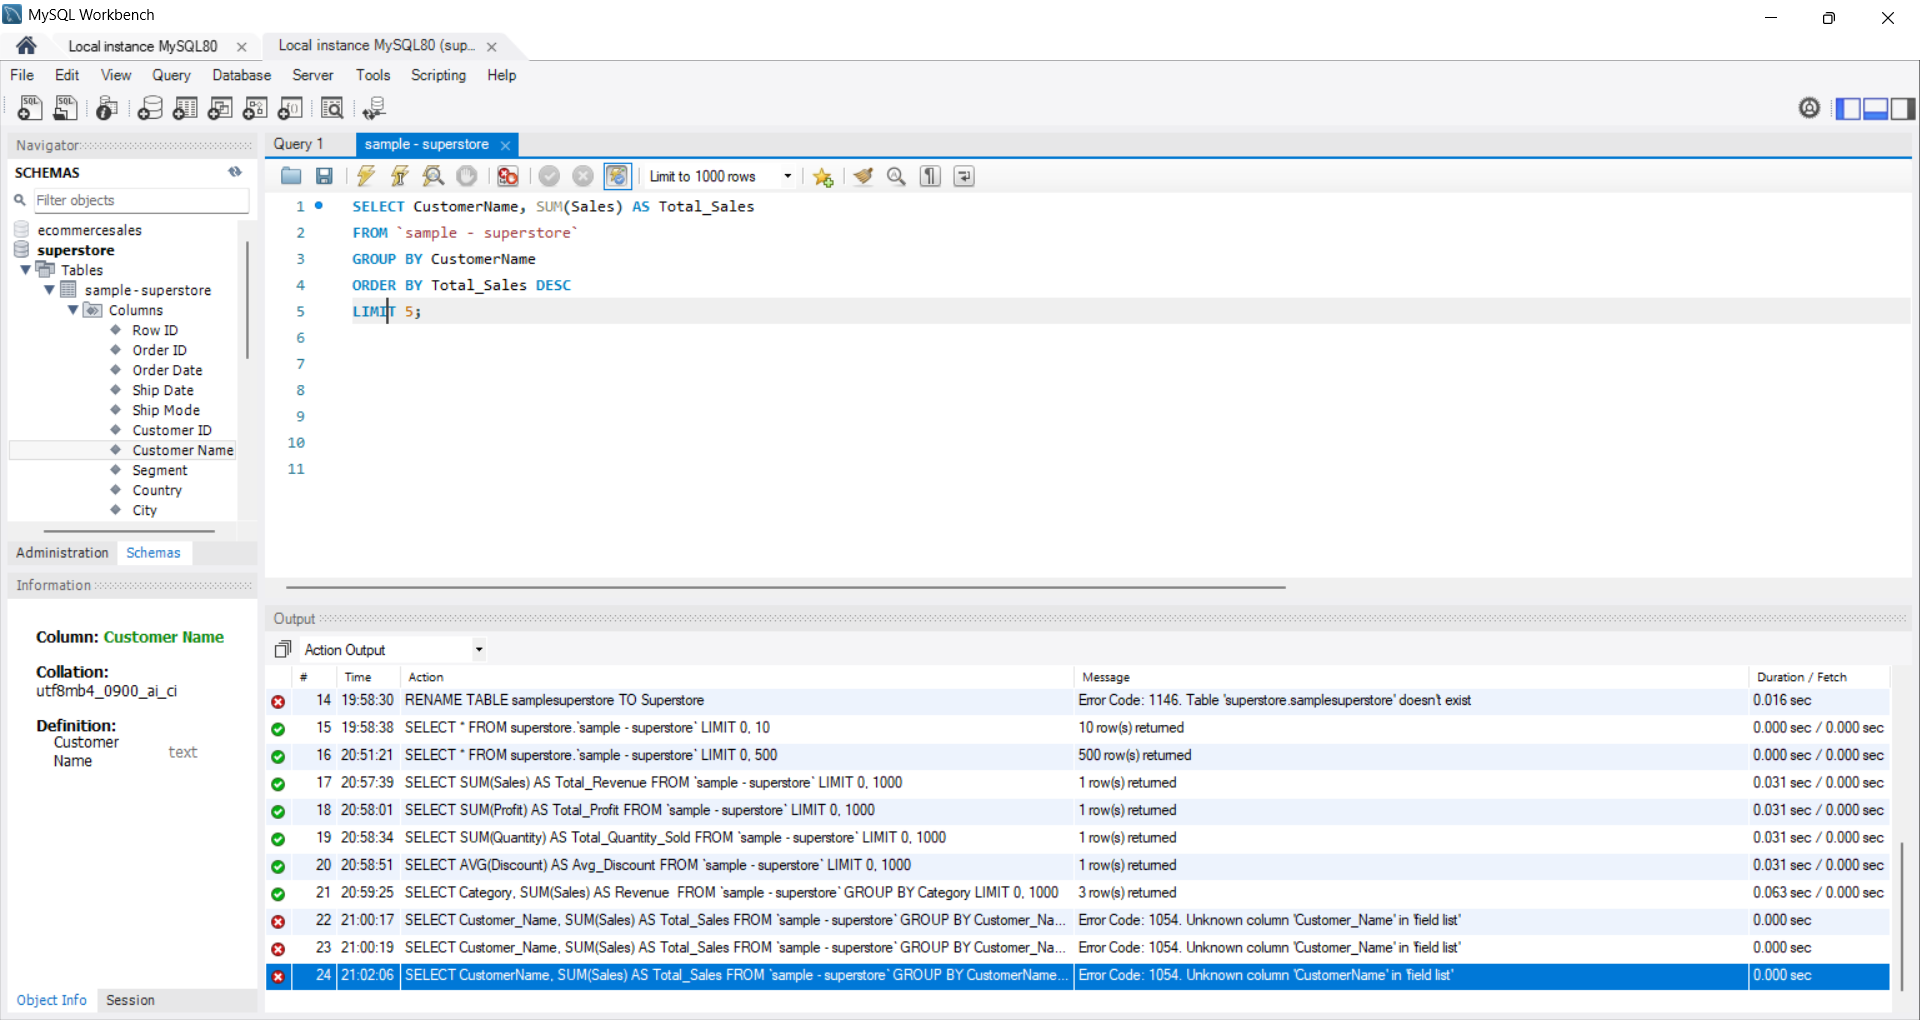 MySQL Workbench
Local instance MySQL80
Local instance MySQL80 (sup...
File Edit View Query Database Server Tools Scripting Help
Navigator
SCHEMAS
Filter objects
ecommercesales
superstore
Tables
sample - superstore
Columns
Row ID
Order ID
Order Date
Ship Date
Ship Mode
Customer ID
Customer Name
Segment
Country
City
Administration Schemas
Information
Column: Customer Name
Collation:
utf8mb4_0900_ai_ci
Definition:
Customer Name text
Object Info Session
Query 1
sample - superstore
Limit to 1000 rows
1 SELECT CustomerName, SUM(Sales) AS Total_Sales
2 FROM `sample - superstore`
3 GROUP BY CustomerName
4 ORDER BY Total_Sales DESC
5 LIMIT 5;
6
7
8
9
10
11
Output
Action Output
# Time Action Message Duration / Fetch
14 19:58:30 RENAME TABLE samplesuperstore TO Superstore Error Code: 1146. Table 'superstore.samplesuperstore' doesn't exist 0.016 sec
15 19:58:38 SELECT * FROM superstore.`sample - superstore` LIMIT 0, 10 10 row(s) returned 0.000 sec / 0.000 sec
16 20:51:21 SELECT * FROM superstore.`sample - superstore` LIMIT 0, 500 500 row(s) returned 0.000 sec / 0.000 sec
17 20:57:39 SELECT SUM(Sales) AS Total_Revenue FROM `sample - superstore` LIMIT 0, 1000 1 row(s) returned 0.031 sec / 0.000 sec
18 20:58:01 SELECT SUM(Profit) AS Total_Profit FROM `sample - superstore` LIMIT 0, 1000 1 row(s) returned 0.031 sec / 0.000 sec
19 20:58:34 SELECT SUM(Quantity) AS Total_Quantity_Sold FROM `sample - superstore` LIMIT 0, 1000 1 row(s) returned 0.031 sec / 0.000 sec
20 20:58:51 SELECT AVG(Discount) AS Avg_Discount FROM `sample - superstore` LIMIT 0, 1000 1 row(s) returned 0.031 sec / 0.000 sec
21 20:59:25 SELECT Category, SUM(Sales) AS Revenue FROM `sample - superstore` GROUP BY Category LIMIT 0, 1000 3 row(s) returned 0.063 sec / 0.000 sec
22 21:00:17 SELECT Customer_Name, SUM(Sales) AS Total_Sales FROM `sample - superstore` GROUP BY Customer_Na... Error Code: 1054. Unknown column 'Customer_Name' in 'field list' 0.000 sec
23 21:00:19 SELECT Customer_Name, SUM(Sales) AS Total_Sales FROM `sample - superstore` GROUP BY Customer_Na... Error Code: 1054. Unknown column 'Customer_Name' in 'field list' 0.000 sec
24 21:02:06 SELECT CustomerName, SUM(Sales) AS Total_Sales FROM `sample - superstore` GROUP BY CustomerName... Error Code: 1054. Unknown column 'CustomerName' in 'field list' 0.000 sec